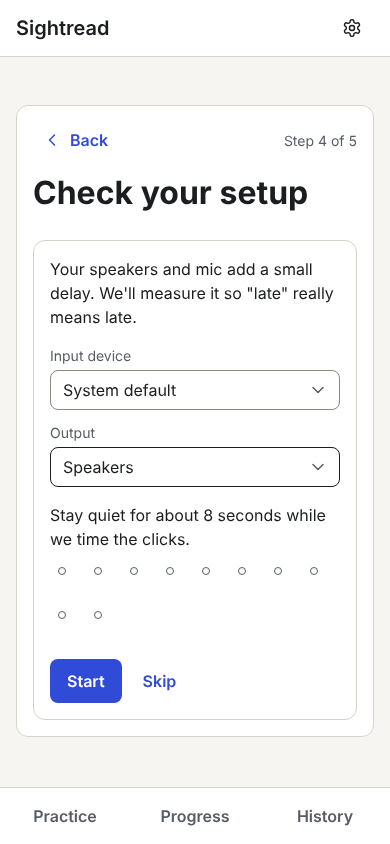 Sightread
Back
Step 4 of 5
Check your setup
Your speakers and mic add a small
delay. We'll measure it so "late" really
means late.
Input device
System default
Output
Speakers
Stay quiet for about 8 seconds while
we time the clicks.
Start
Skip
Practice
Progress
History